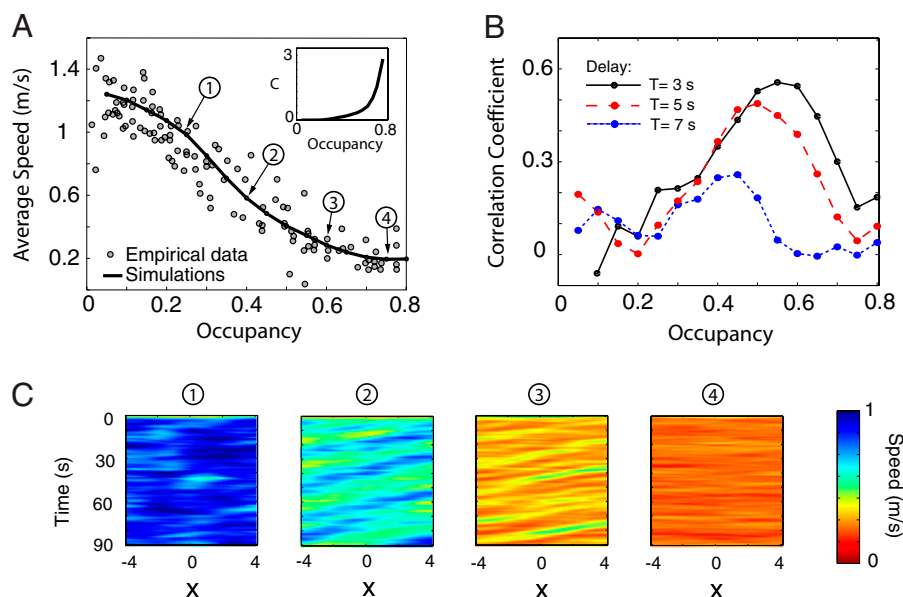 A
Average Speed (m/s)
1.4
1
0.6
0.2
0
0.2
0.4
0.6
0.8
Occupancy
1
2
3
4
Empirical data
Simulations
3
C
0
0
0.8
Occupancy
B
Correlation Coefficient
0.6
0.3
0
0
0.2
0.4
0.6
0.8
Occupancy
Delay:
T= 3 s
T= 5 s
T= 7 s
C
1
2
3
4
Time (s)
0
30
60
90
-4 0 4
-4 0 4
-4 0 4
-4 0 4
X
X
X
X
1
0
Speed (m/s)